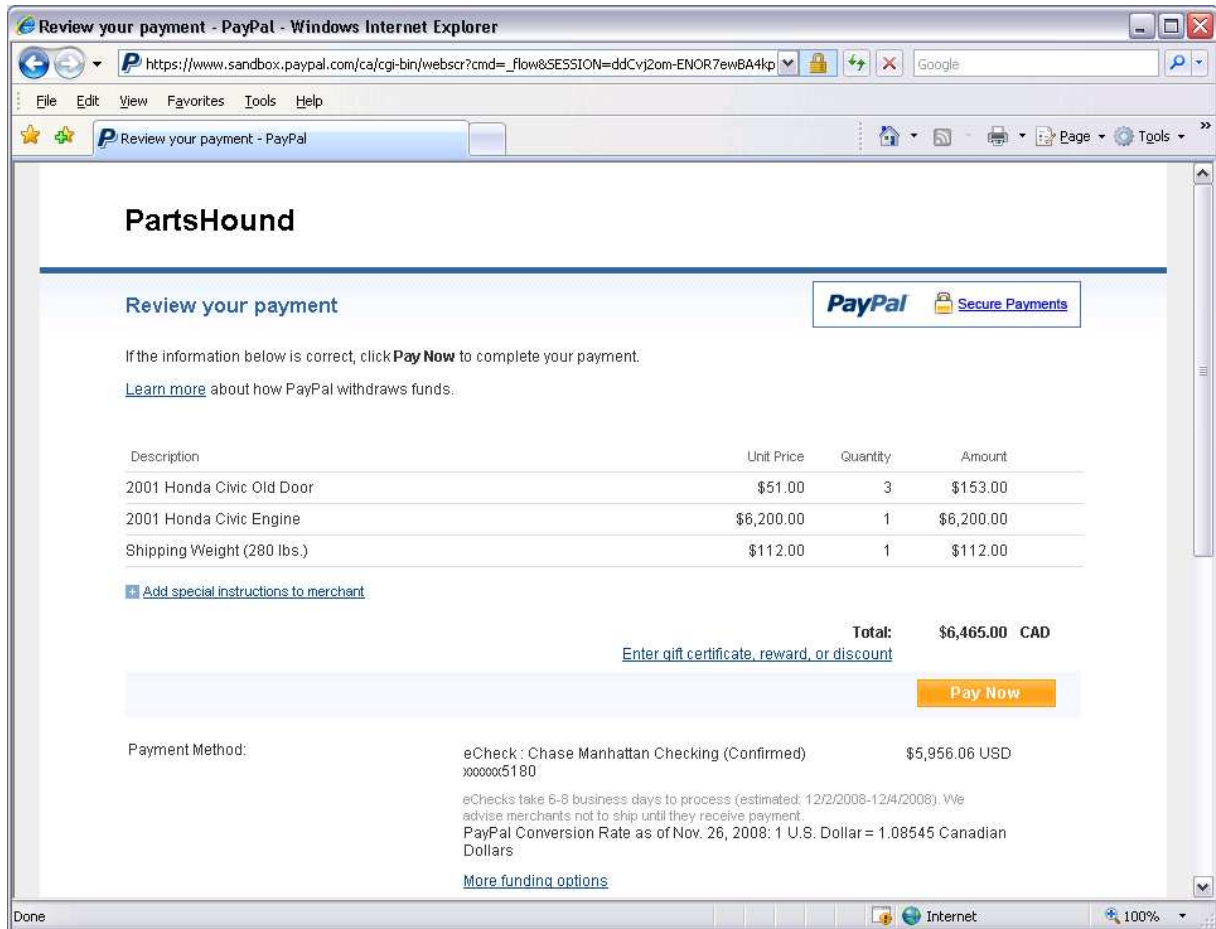 Review your payment - PayPal - Windows Internet Explorer
https://www.sandbox.paypal.com/ca/cgi-bin/webscr?cmd=_flow&SESSION=ddCvj2om-ENOR7ewBA4kp
Google
File Edit View Favorites Tools Help
Review your payment - PayPal
Page Tools »
PartsHound
Review your payment
PayPal Secure Payments
If the information below is correct, click Pay Now to complete your payment.
Learn more about how PayPal withdraws funds.
Description Unit Price Quantity Amount
2001 Honda Civic Old Door $51.00 3 $153.00
2001 Honda Civic Engine $6,200.00 1 $6,200.00
Shipping Weight (280 lbs.) $112.00 1 $112.00
Add special instructions to merchant
Total: $6,465.00 CAD
Enter gift certificate, reward, or discount
Pay Now
Payment Method: eCheck : Chase Manhattan Checking (Confirmed) $5,956.06 USD
xxxxxx5180
eChecks take 6-8 business days to process (estimated: 12/2/2008-12/4/2008). We
advise merchants not to ship until they receive payment.
PayPal Conversion Rate as of Nov. 26, 2008: 1 U.S. Dollar = 1.08545 Canadian
Dollars
More funding options
Done Internet 100%